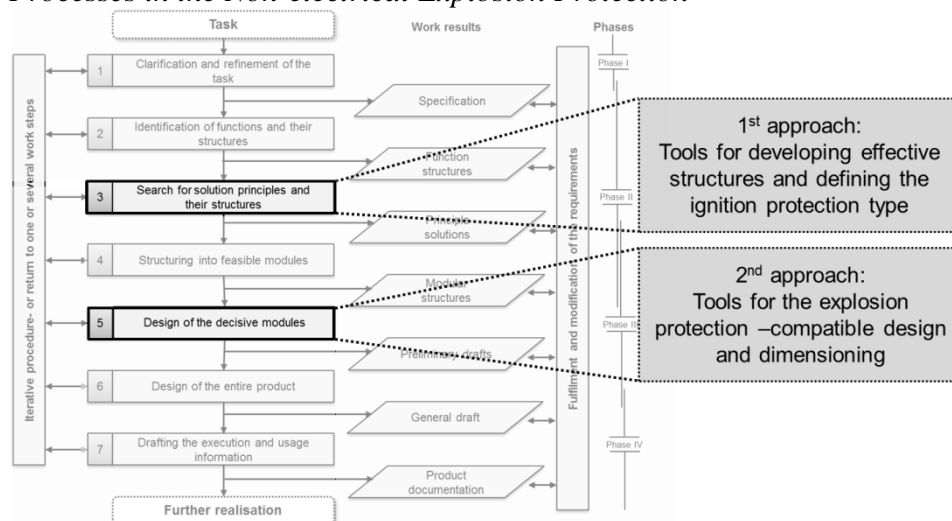 Processes in the Non-electrical Explosion Protection
Task
Work results
Phases
1
Clarification and refinement of the
task
Specification
Phase I
2
Identification of functions and their
structures
Function
structures
3
Search for solution principles and
their structures
Principle
solutions
Phase II
4
Structuring into feasible modules
Modular
structures
5
Design of the decisive modules
Preliminary drafts
Phase
6
Design of the entire product
General draft
7
Drafting the execution and usage
information
Product
documentation
Phase IV
Further realisation
Iterative procedure- or return to one or several work steps
Fulfilment and modifications of the requirements
1st approach:
Tools for developing effective
structures and defining the
ignition protection type
2nd approach:
Tools for the explosion
protection –compatible design
and dimensioning